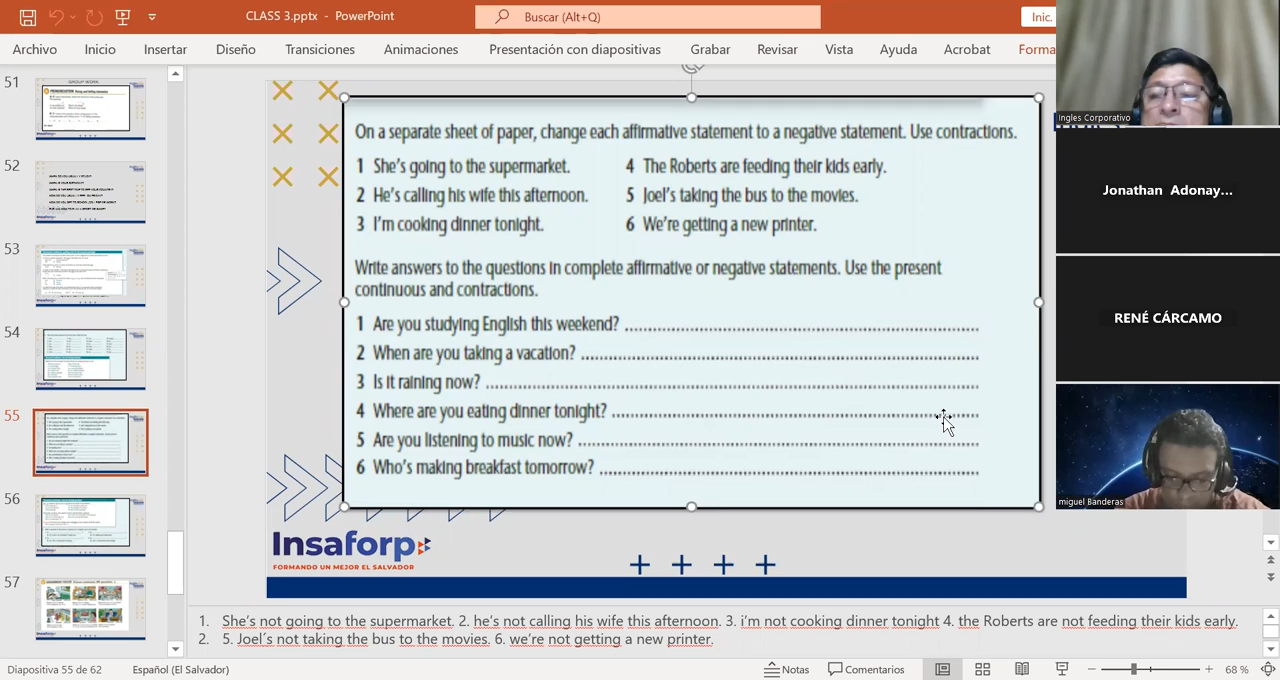 CLASS 3.pptx - PowerPoint
Buscar (Alt+Q)
Inic.
Archivo Inicio Insertar Diseño Transiciones Animaciones Presentación con diapositivas Grabar Revisar Vista Ayuda Acrobat Forma
51
52
53
54
55
56
57
On a separate sheet of paper, change each affirmative statement to a negative statement. Use contractions.
1 She's going to the supermarket.
2 He's calling his wife this afternoon.
3 I'm cooking dinner tonight.
4 The Roberts are feeding their kids early.
5 Joel's taking the bus to the movies.
6 We're getting a new printer.
Write answers to the questions in complete affirmative or negative statements. Use the present
continuous and contractions.
1 Are you studying English this weekend?
2 When are you taking a vacation?
3 Is it raining now?
4 Where are you eating dinner tonight?
5 Are you listening to music now?
6 Who's making breakfast tomorrow?
Insaforp
FORMANDO UN MEJOR EL SALVADOR
Ingles Corporativo
Jonathan Adonay...
RENÉ CÁRCAMO
miguel Banderas
1. She's not going to the supermarket. 2. he's not calling his wife this afternoon. 3. i'm not cooking dinner tonight 4. the Roberts are not feeding their kids early.
2. 5. Joel´s not taking the bus to the movies. 6. we're not getting a new printer.
Diapositiva 55 de 62 Español (El Salvador) Notas Comentarios 68 %